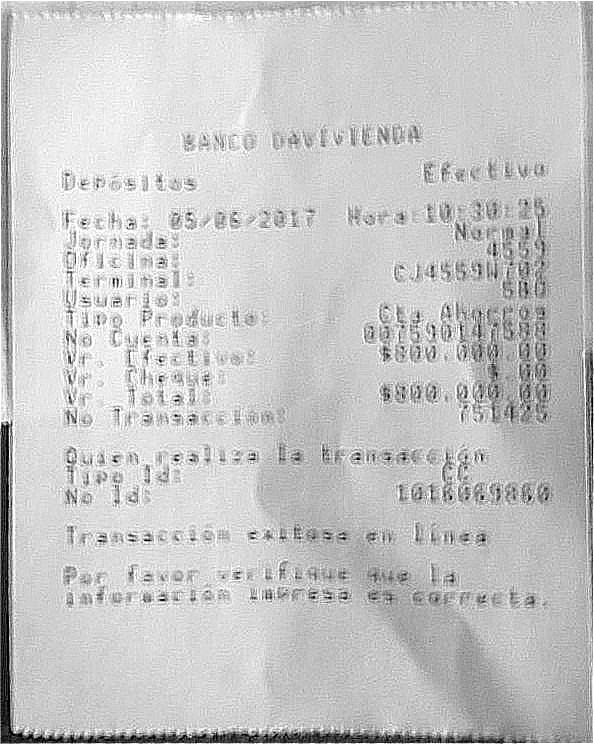 BANCO DAVIVIENDA
Depósitos Efectivo
Fecha: 05/06/2017 Hora:10:30:25
Jornada: Normal
Oficina: 4559
Terminal: CJ4559W702
Usuario: 580
Tipo Producto: Cta Ahorros
No Cuenta:
Vr. Efectivo: $800.000.00
Vr. Cheque: $.00
Vr. Total: $800.000.00
No Transacción: 751425
Quien realiza la transacción
Tipo Id: CC
No Id: 1016069860
Transacción exitosa en línea
Por favor verifique que la
información impresa es correcta.